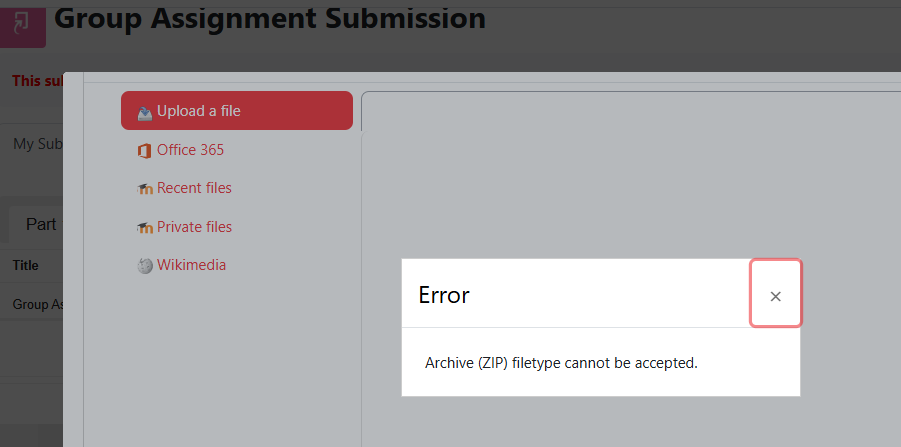 Group Assignment Submission
This sul
Upload a file
Office 365
My Sub
Recent files
Private files
Part
Wikimedia
Title
Error
Group As
Archive (ZIP) filetype cannot be accepted.